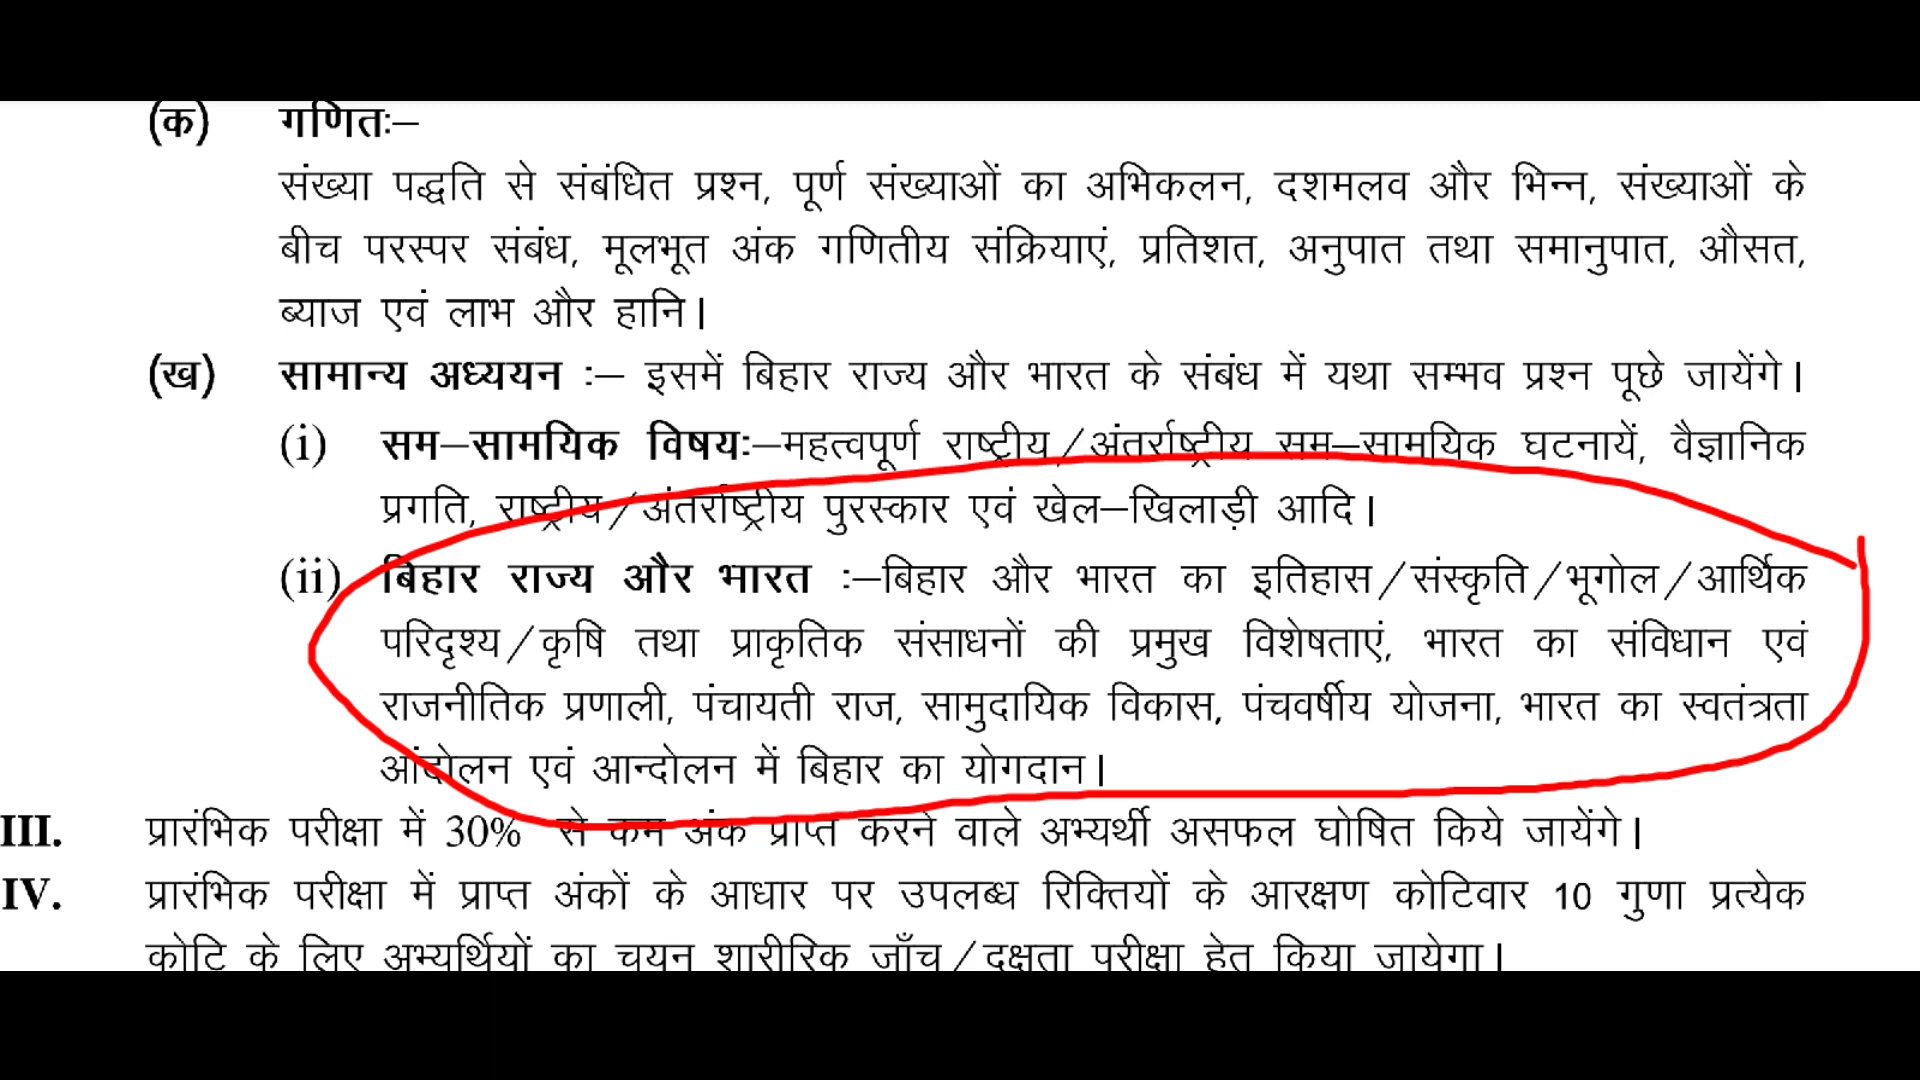 (क) गणितः–
संख्या पद्धति से संबंधित प्रश्न, पूर्ण संख्याओं का अभिकलन, दशमलव और भिन्न, संख्याओं के
बीच परस्पर संबंध, मूलभूत अंक गणितीय संक्रियाएं, प्रतिशत, अनुपात तथा समानुपात, औसत,
ब्याज एवं लाभ और हानि।
(ख) सामान्य अध्ययन :– इसमें बिहार राज्य और भारत के संबंध में यथा सम्भव प्रश्न पूछे जायेंगे।
(i) सम–सामयिक विषयः–महत्वपूर्ण राष्ट्रीय/अंतर्राष्ट्रीय सम–सामयिक घटनायें, वैज्ञानिक
प्रगति, राष्ट्रीय/अंतर्राष्ट्रीय पुरस्कार एवं खेल–खिलाड़ी आदि।
(ii) बिहार राज्य और भारत :–बिहार और भारत का इतिहास/संस्कृति/भूगोल/आर्थिक
परिदृश्य/कृषि तथा प्राकृतिक संसाधनों की प्रमुख विशेषताएं, भारत का संविधान एवं
राजनीतिक प्रणाली, पंचायती राज, सामुदायिक विकास, पंचवर्षीय योजना, भारत का स्वतंत्रता
आंदोलन एवं आन्दोलन में बिहार का योगदान।
III. प्रारंभिक परीक्षा में 30% से कम अंक प्राप्त करने वाले अभ्यर्थी असफल घोषित किये जायेंगे।
IV. प्रारंभिक परीक्षा में प्राप्त अंकों के आधार पर उपलब्ध रिक्तियों के आरक्षण कोटिवार 10 गुणा प्रत्येक
कोटि के लिए अभ्यर्थियों का चयन शारीरिक जाँच/दक्षता परीक्षा हेतु किया जायेगा।